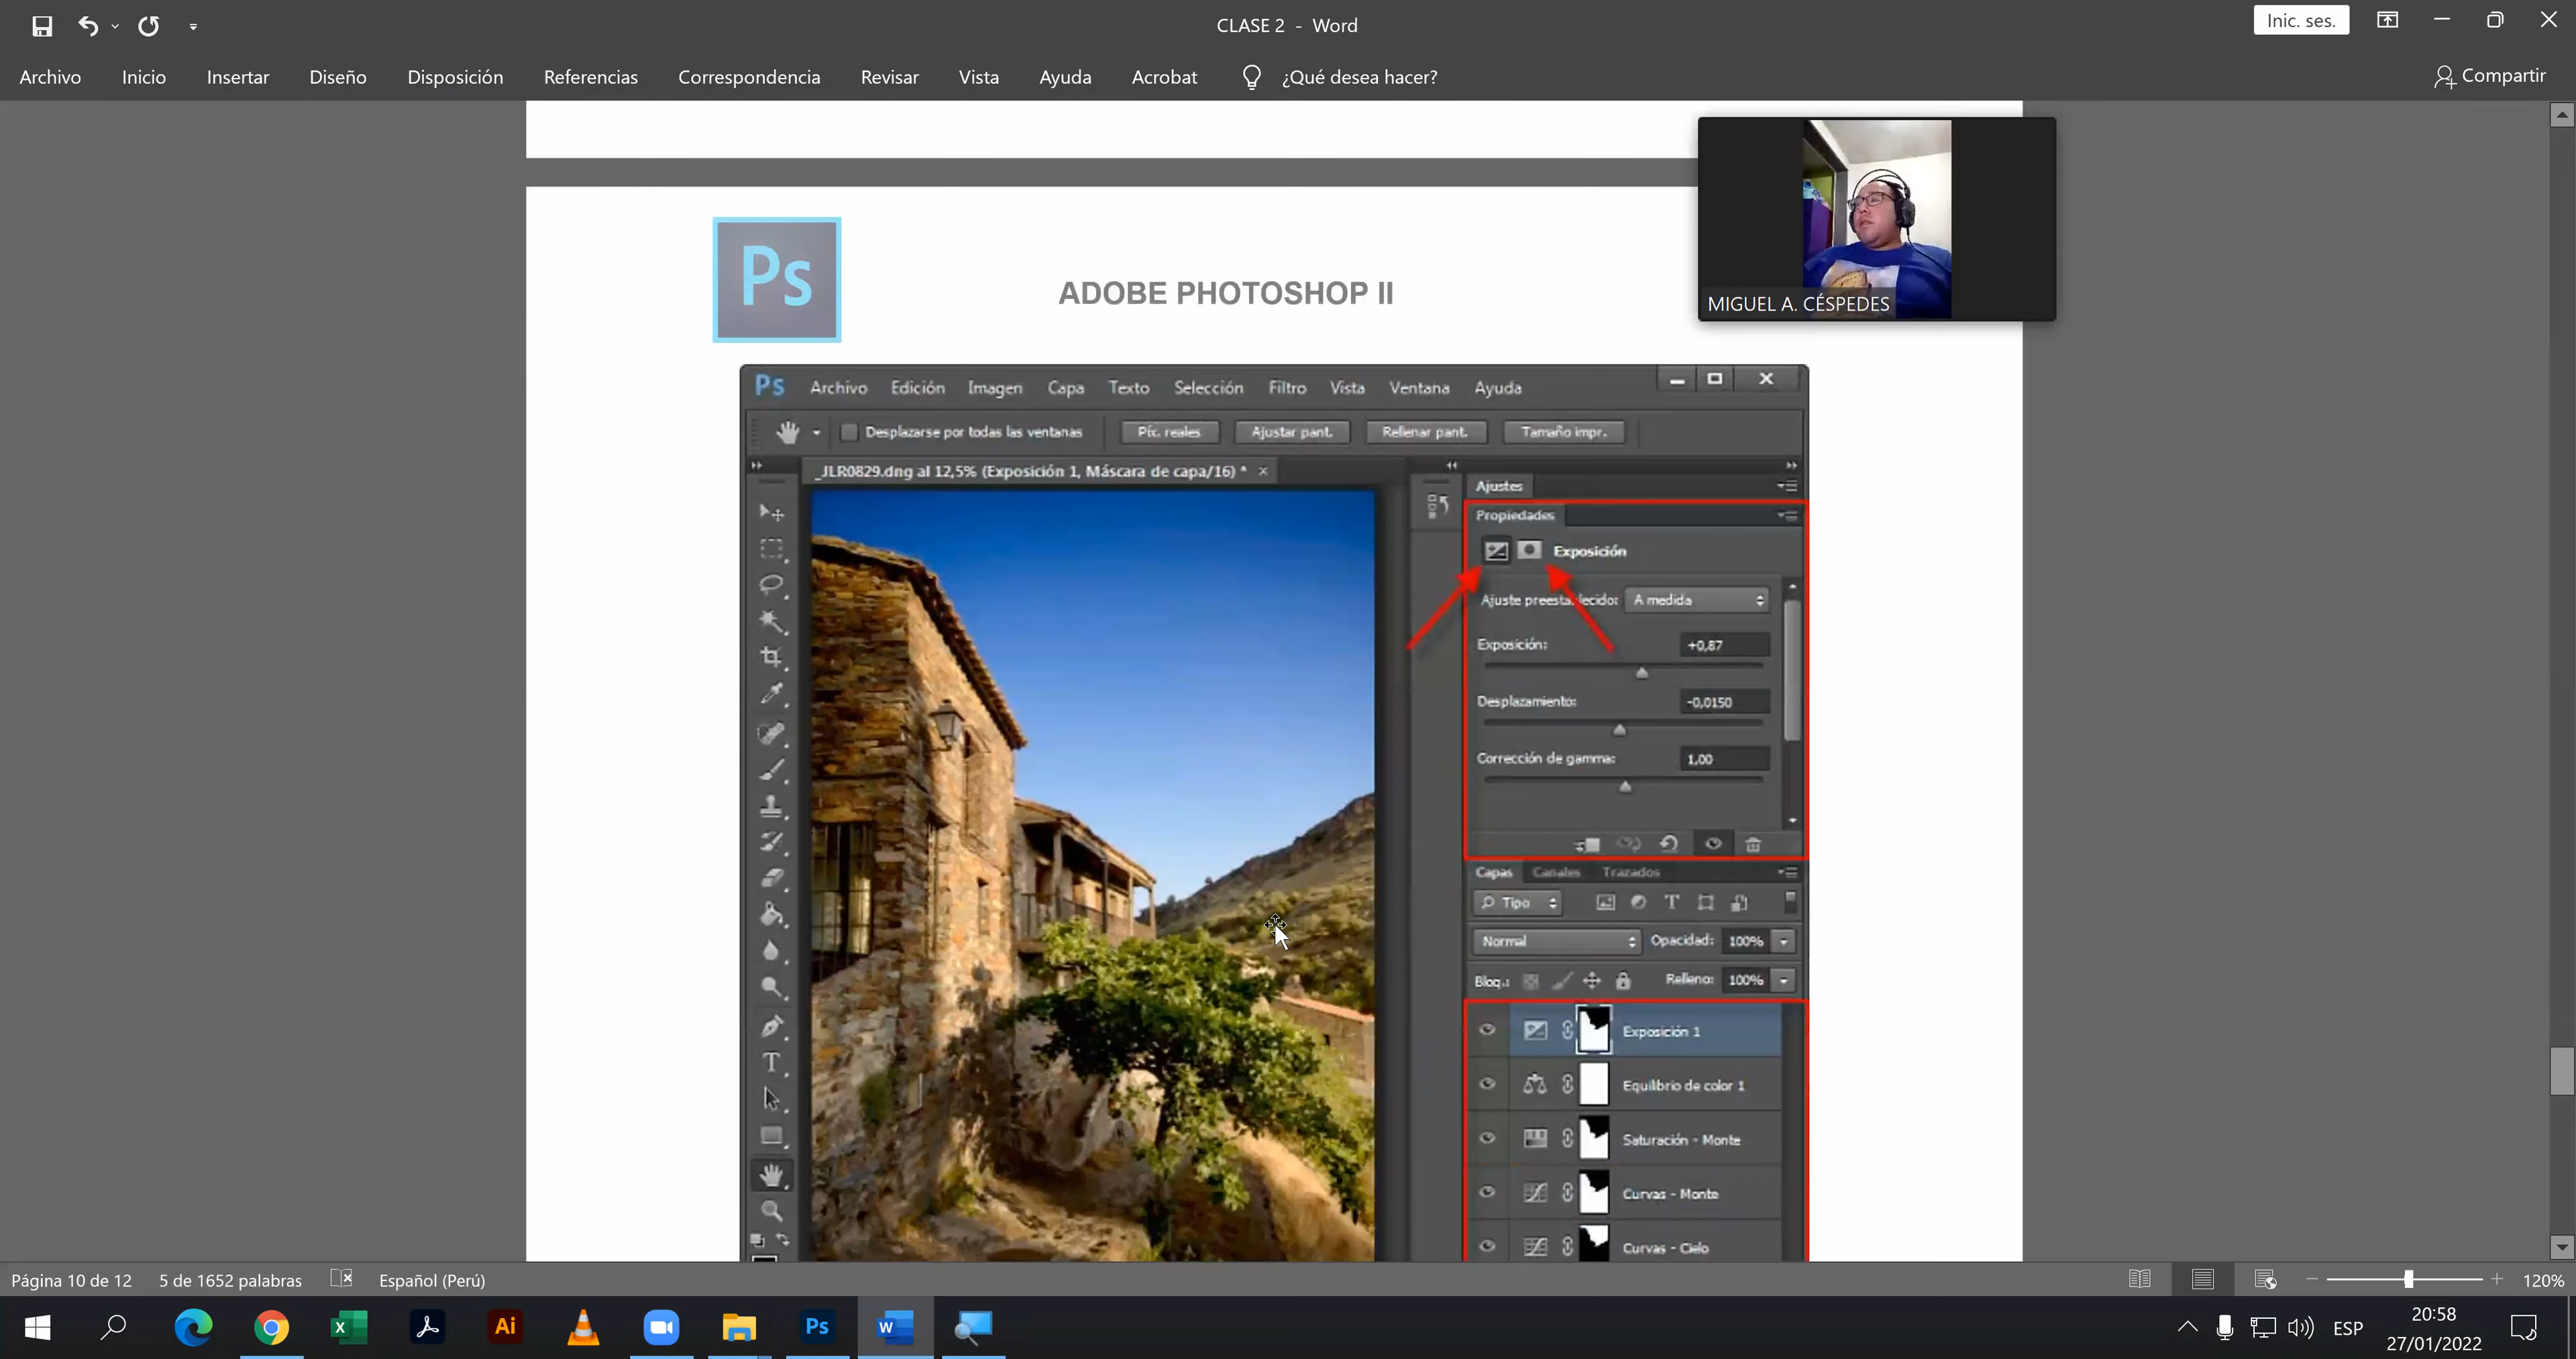 CLASE 2 - Word
Inic. ses.
Archivo Inicio Insertar Diseño Disposición Referencias Correspondencia Revisar Vista Ayuda Acrobat ¿Qué desea hacer? Compartir
MIGUEL A. CÉSPEDES
Ps
ADOBE PHOTOSHOP II
Ps Archivo Edición Imagen Capa Texto Selección Filtro Vista Ventana Ayuda
Desplazarse por todas las ventanas Píx. reales Ajustar pant. Rellenar pant. Tamaño impr.
_JLR0829.dng al 12,5% (Exposición 1, Máscara de capa/16) *
Ajustes
Propiedades
Exposición
Ajuste preestablecido: A medida
Exposición: +0,87
Desplazamiento: -0,0150
Corrección de gamma: 1,00
Capas Canales Trazados
Tipo
Normal Opacidad: 100%
Bloq.: Relleno: 100%
Exposición 1
Equilibrio de color 1
Saturación - Monte
Curvas - Monte
Curvas - Cielo
Página 10 de 12 5 de 1652 palabras Español (Perú) 120%
Ai Ps W ESP
20:58
27/01/2022